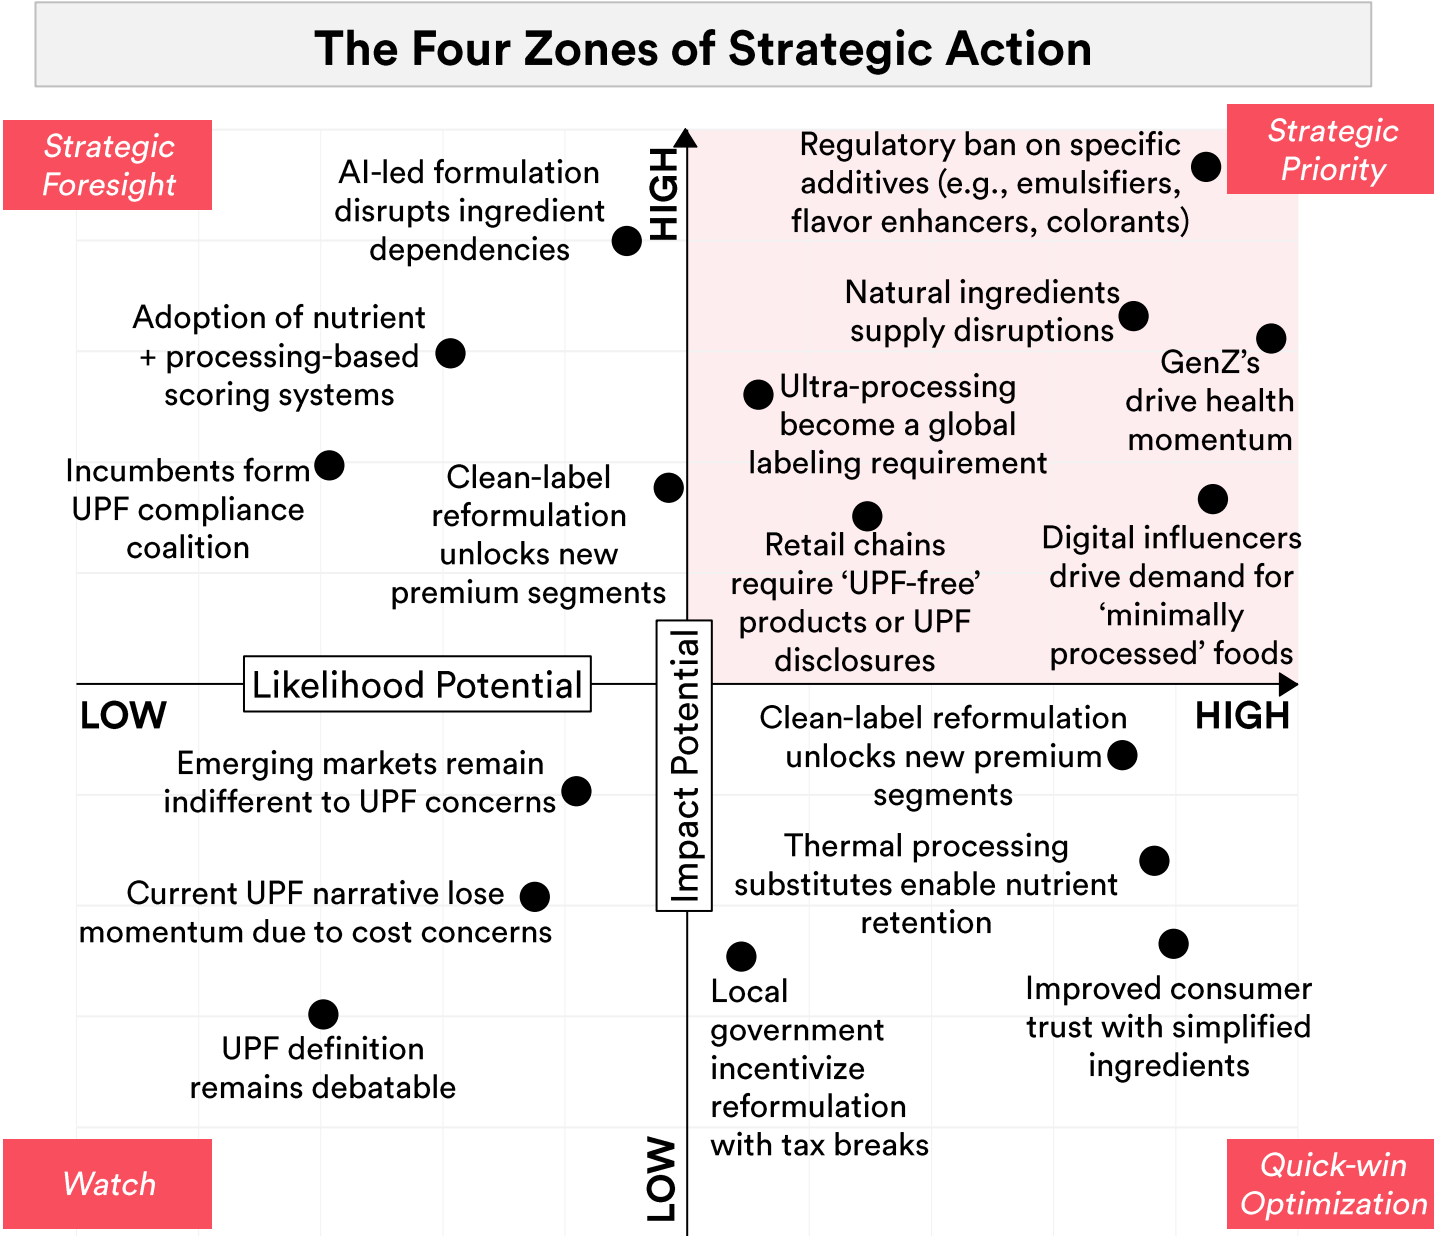 The Four Zones of Strategic Action
Strategic
Foresight
Strategic
Priority
HIGH
AI-led formulation
disrupts ingredient
dependencies
Regulatory ban on specific
additives (e.g., emulsifiers,
flavor enhancers, colorants)
Adoption of nutrient
+ processing-based
scoring systems
Natural ingredients
supply disruptions
GenZ’s
drive health
momentum
Ultra-processing
become a global
labeling requirement
Incumbents form
UPF compliance
coalition
Clean-label
reformulation
unlocks new
premium segments
Retail chains
require ‘UPF-free’
products or UPF
disclosures
Digital influencers
drive demand for
‘minimally
processed’ foods
Likelihood Potential
Impact Potential
LOW
HIGH
Emerging markets remain
indifferent to UPF concerns
Clean-label reformulation
unlocks new premium
segments
Current UPF narrative lose
momentum due to cost concerns
Thermal processing
substitutes enable nutrient
retention
UPF definition
remains debatable
Local
government
incentivize
reformulation
with tax breaks
Improved consumer
trust with simplified
ingredients
LOW
Watch
Quick-win
Optimization